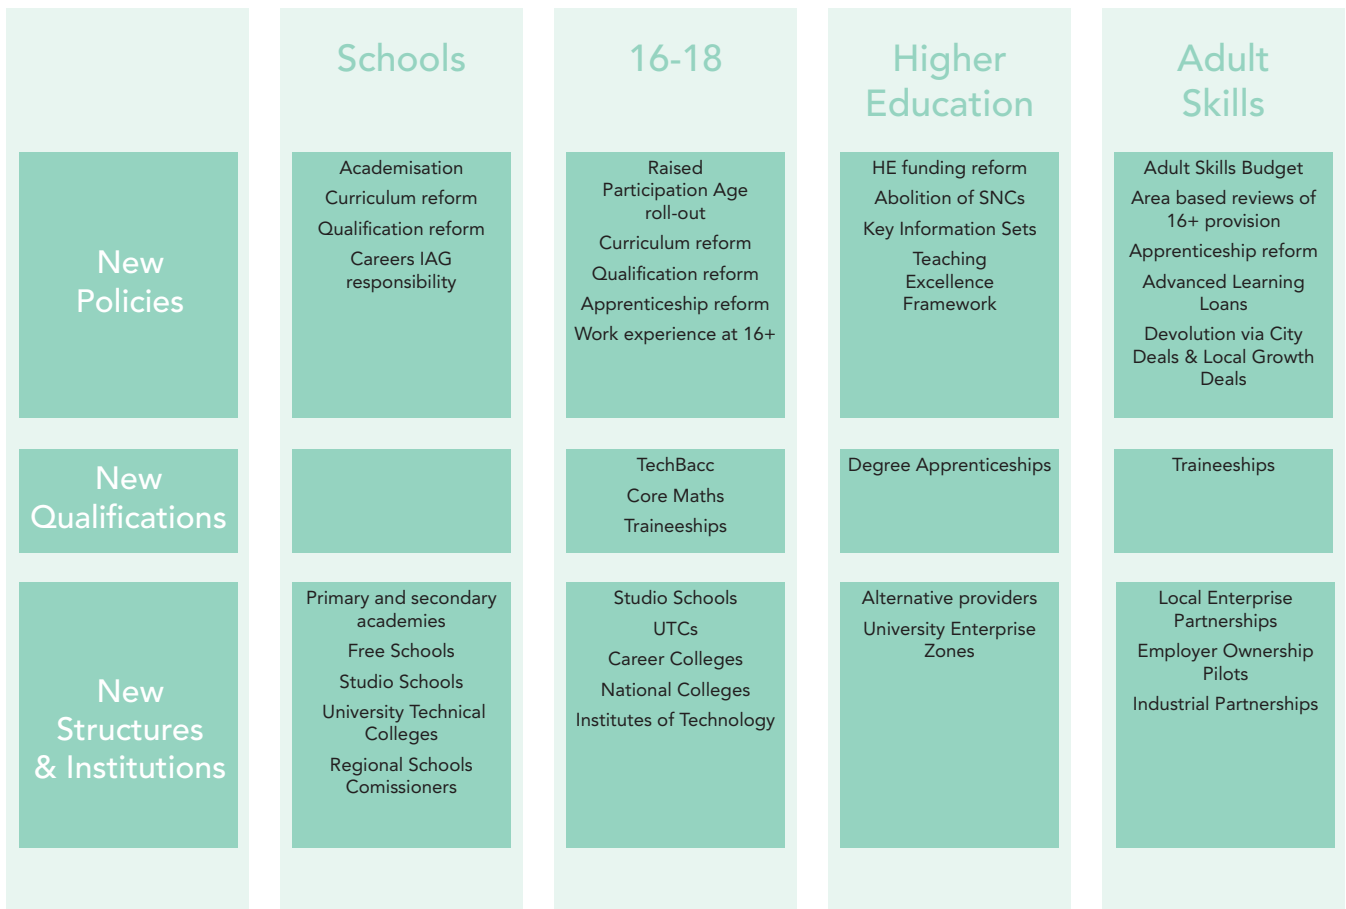 Schools
16-18
Higher
Education
Adult
Skills
New
Policies
Academisation
Curriculum reform
Qualification reform
Careers IAG
responsibility
Raised
Participation Age
roll-out
Curriculum reform
Qualification reform
Apprenticeship reform
Work experience at 16+
HE funding reform
Abolition of SNCs
Key Information Sets
Teaching
Excellence
Framework
Adult Skills Budget
Area based reviews of
16+ provision
Apprenticeship reform
Advanced Learning
Loans
Devolution via City
Deals & Local Growth
Deals
New
Qualifications
TechBacc
Core Maths
Traineeships
Degree Apprenticeships
Traineeships
New
Structures
& Institutions
Primary and secondary
academies
Free Schools
Studio Schools
University Technical
Colleges
Regional Schools
Comissioners
Studio Schools
UTCs
Career Colleges
National Colleges
Institutes of Technology
Alternative providers
University Enterprise
Zones
Local Enterprise
Partnerships
Employer Ownership
Pilots
Industrial Partnerships